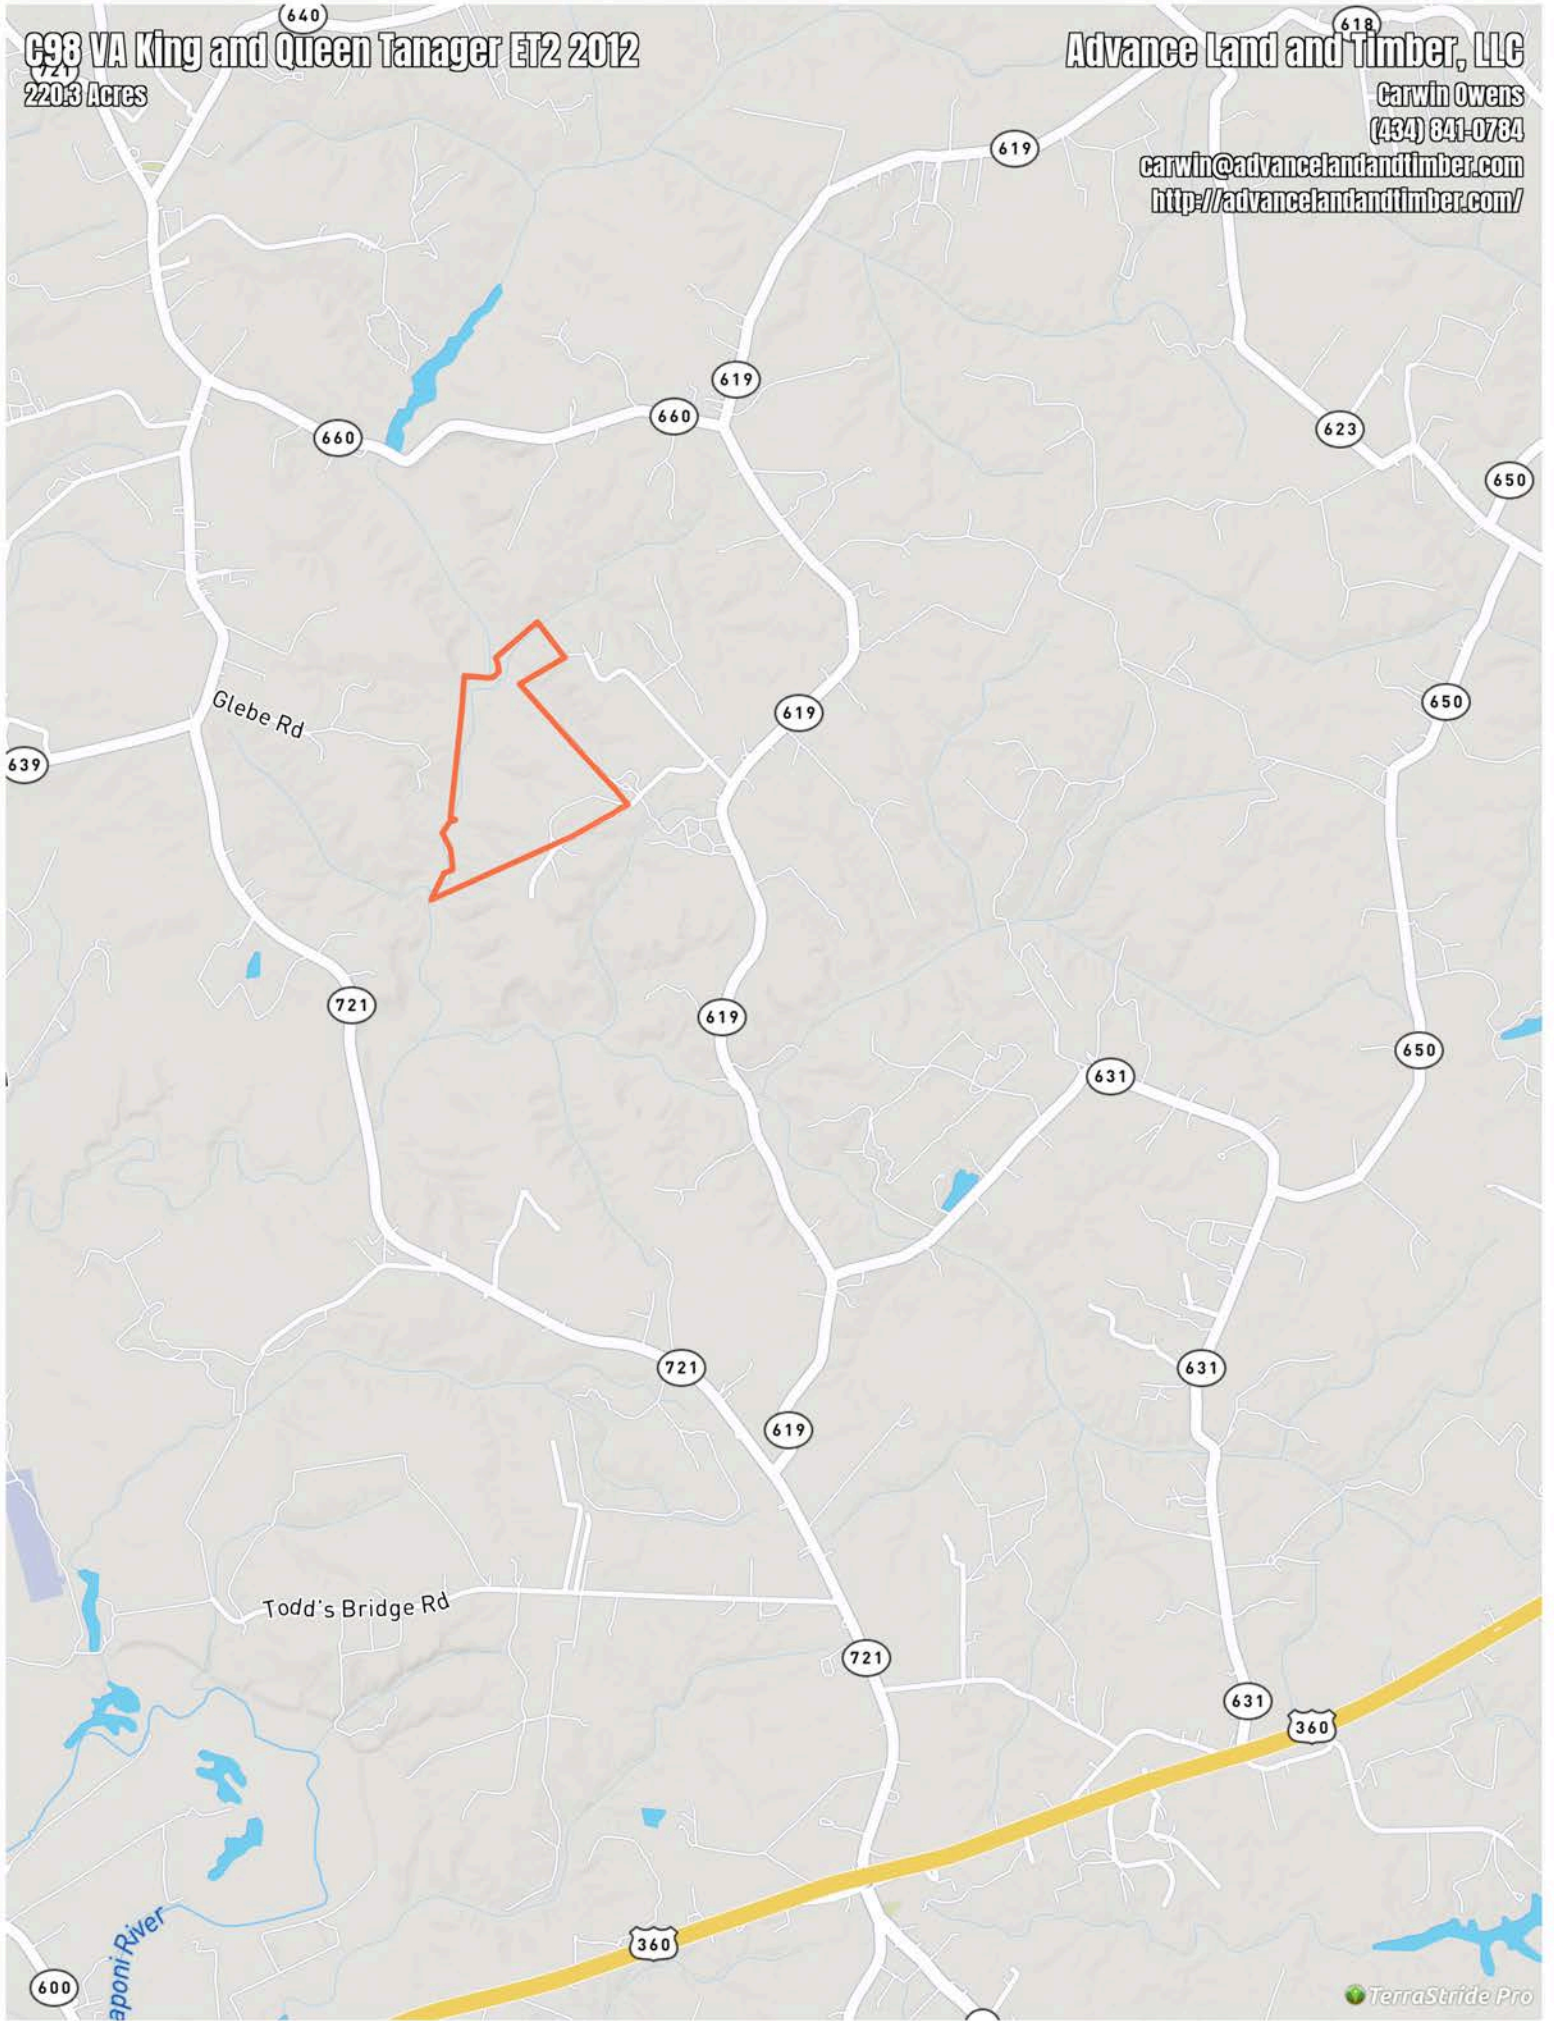 640
618
C98 VA King and Queen Tanager ET2 2012
Advance Land and Timber, LLC
721
220.3 Acres
Carwin Owens
(434) 841-0784
carwin@advancelandandtimber.com
http://advancelandandtimber.com/
619
619
660
660
623
650
Glebe Rd
619
650
639
721
619
650
631
721
631
619
Todd's Bridge Rd
721
631
360
360
600
aponi River
TerraStride Pro